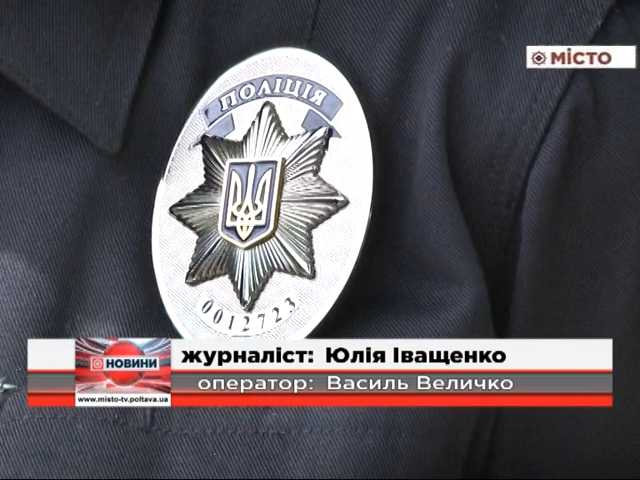 МІСТО
ПОЛІЦІЯ
0012723
журналіст: Юлія Іващенко
НОВИНИ
оператор: Василь Величко
www.misto-tv.poltava.ua